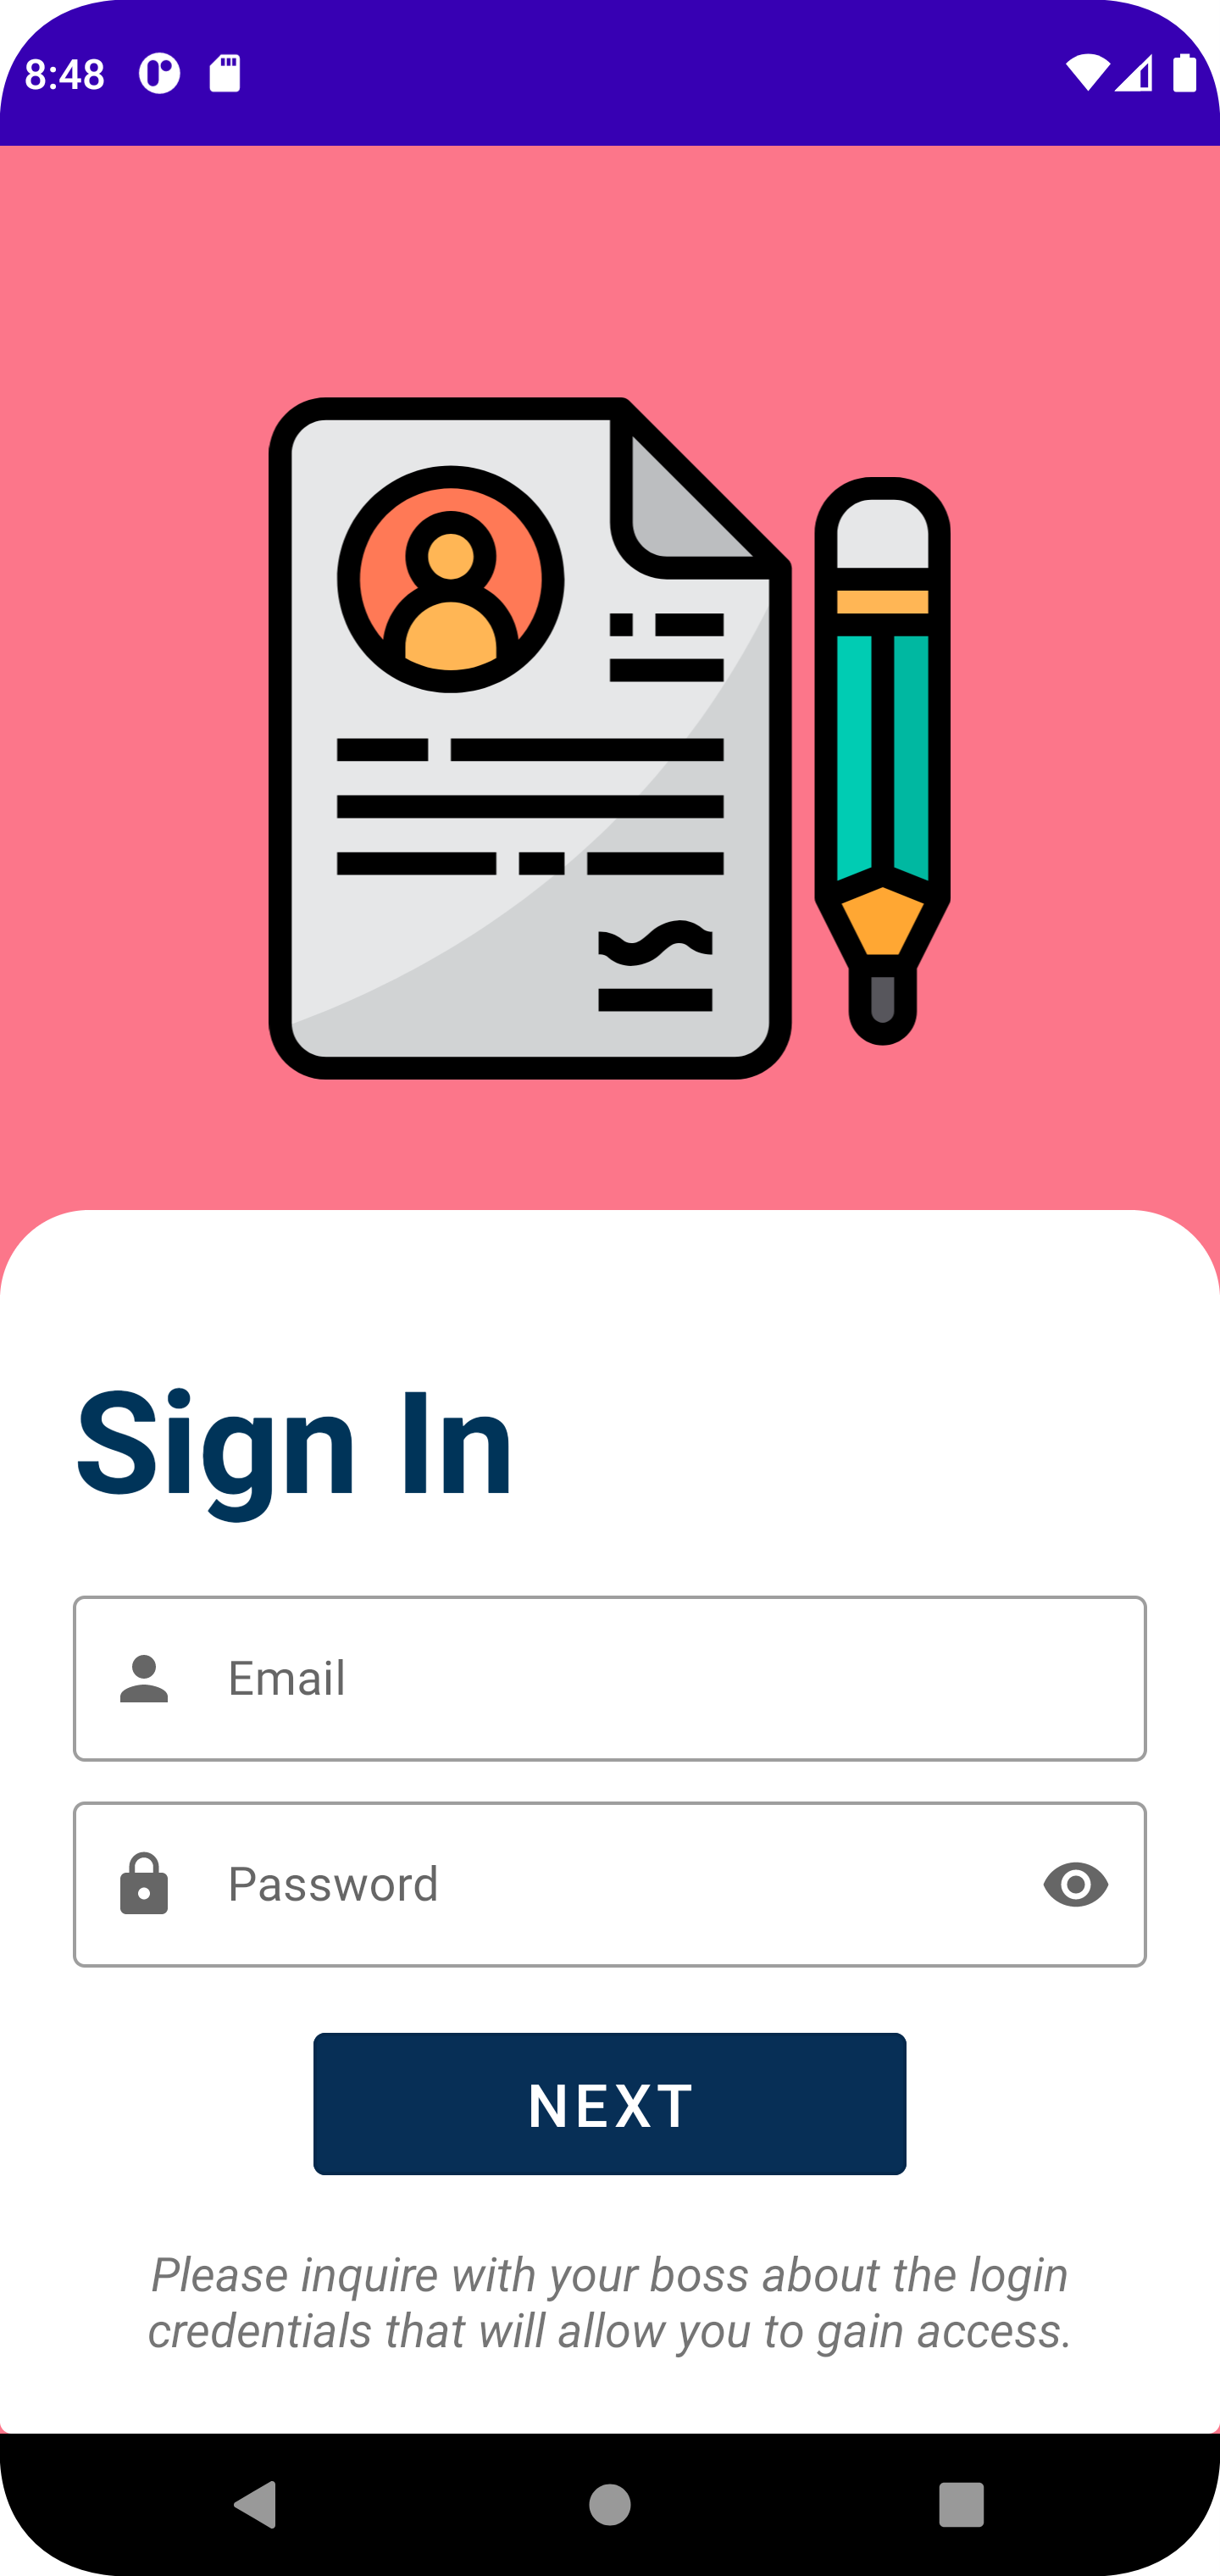 8:48
Sign In
Email
Password
NEXT
Please inquire with your boss about the login
credentials that will allow you to gain access.